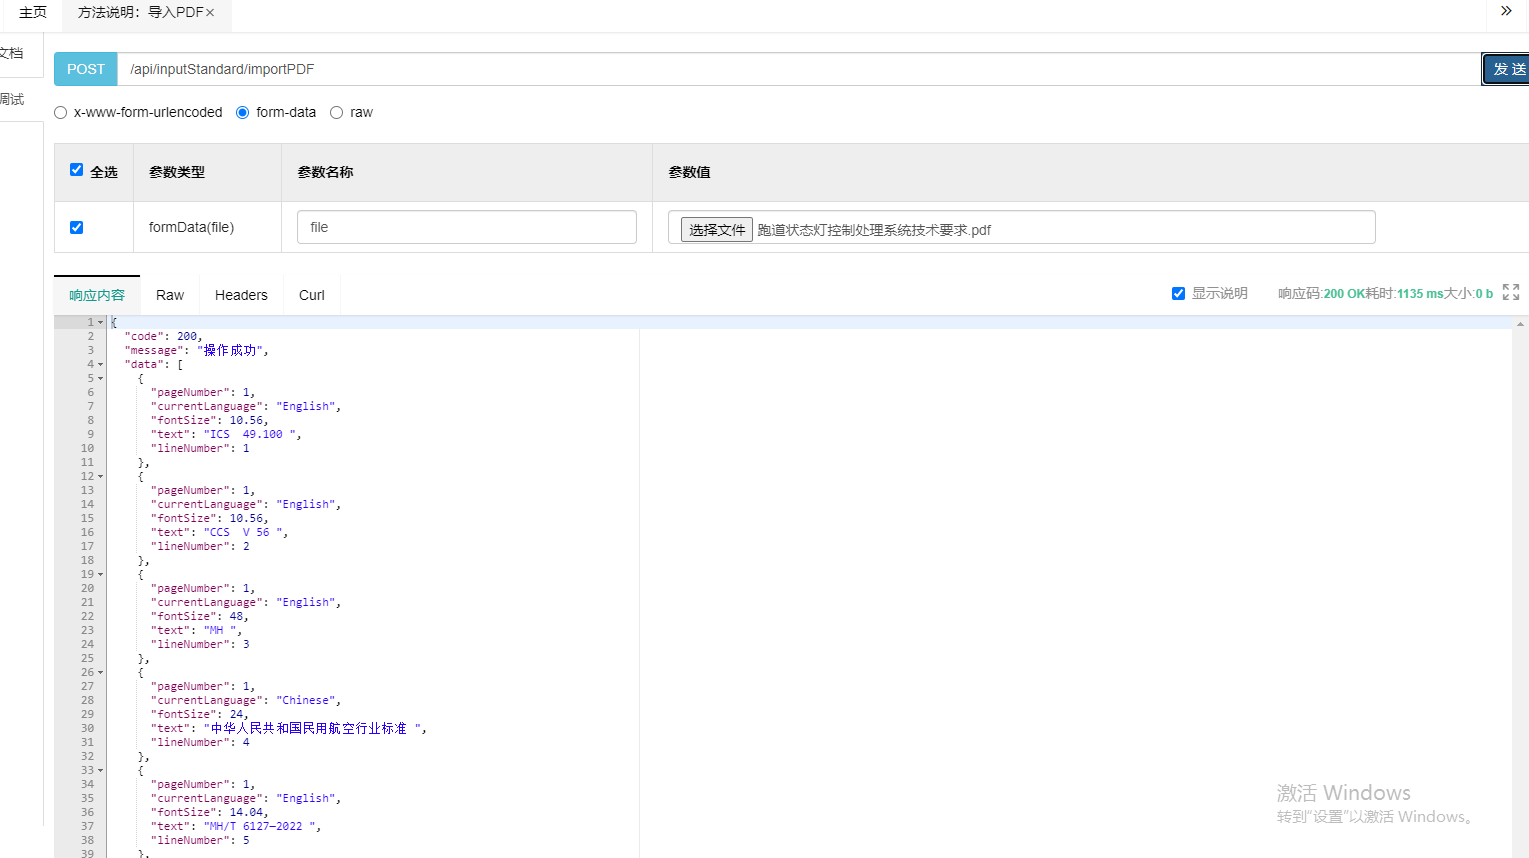 主页 方法说明：导入PDF× »
文档
POST /api/inputStandard/importPDF 发 送
调试
x-www-form-urlencoded form-data raw
全选 参数类型 参数名称 参数值
formData(file) file 选择文件 跑道状态灯控制处理系统技术要求.pdf
响应内容 Raw Headers Curl 显示说明 响应码:200 OK耗时:1135 ms大小:0 b
1 {
2 "code": 200,
3 "message": "操作成功",
4 "data": [
5 {
6 "pageNumber": 1,
7 "currentLanguage": "English",
8 "fontSize": 10.56,
9 "text": "ICS  49.100 ",
10 "lineNumber": 1
11 },
12 {
13 "pageNumber": 1,
14 "currentLanguage": "English",
15 "fontSize": 10.56,
16 "text": "CCS  V 56 ",
17 "lineNumber": 2
18 },
19 {
20 "pageNumber": 1,
21 "currentLanguage": "English",
22 "fontSize": 48,
23 "text": "MH ",
24 "lineNumber": 3
25 },
26 {
27 "pageNumber": 1,
28 "currentLanguage": "Chinese",
29 "fontSize": 24,
30 "text": "中华人民共和国民用航空行业标准 ",
31 "lineNumber": 4
32 },
33 {
34 "pageNumber": 1,
35 "currentLanguage": "English",
36 "fontSize": 14.04,
37 "text": "MH/T 6127—2022 ",
38 "lineNumber": 5
39 },
激活 Windows
转到"设置"以激活 Windows。